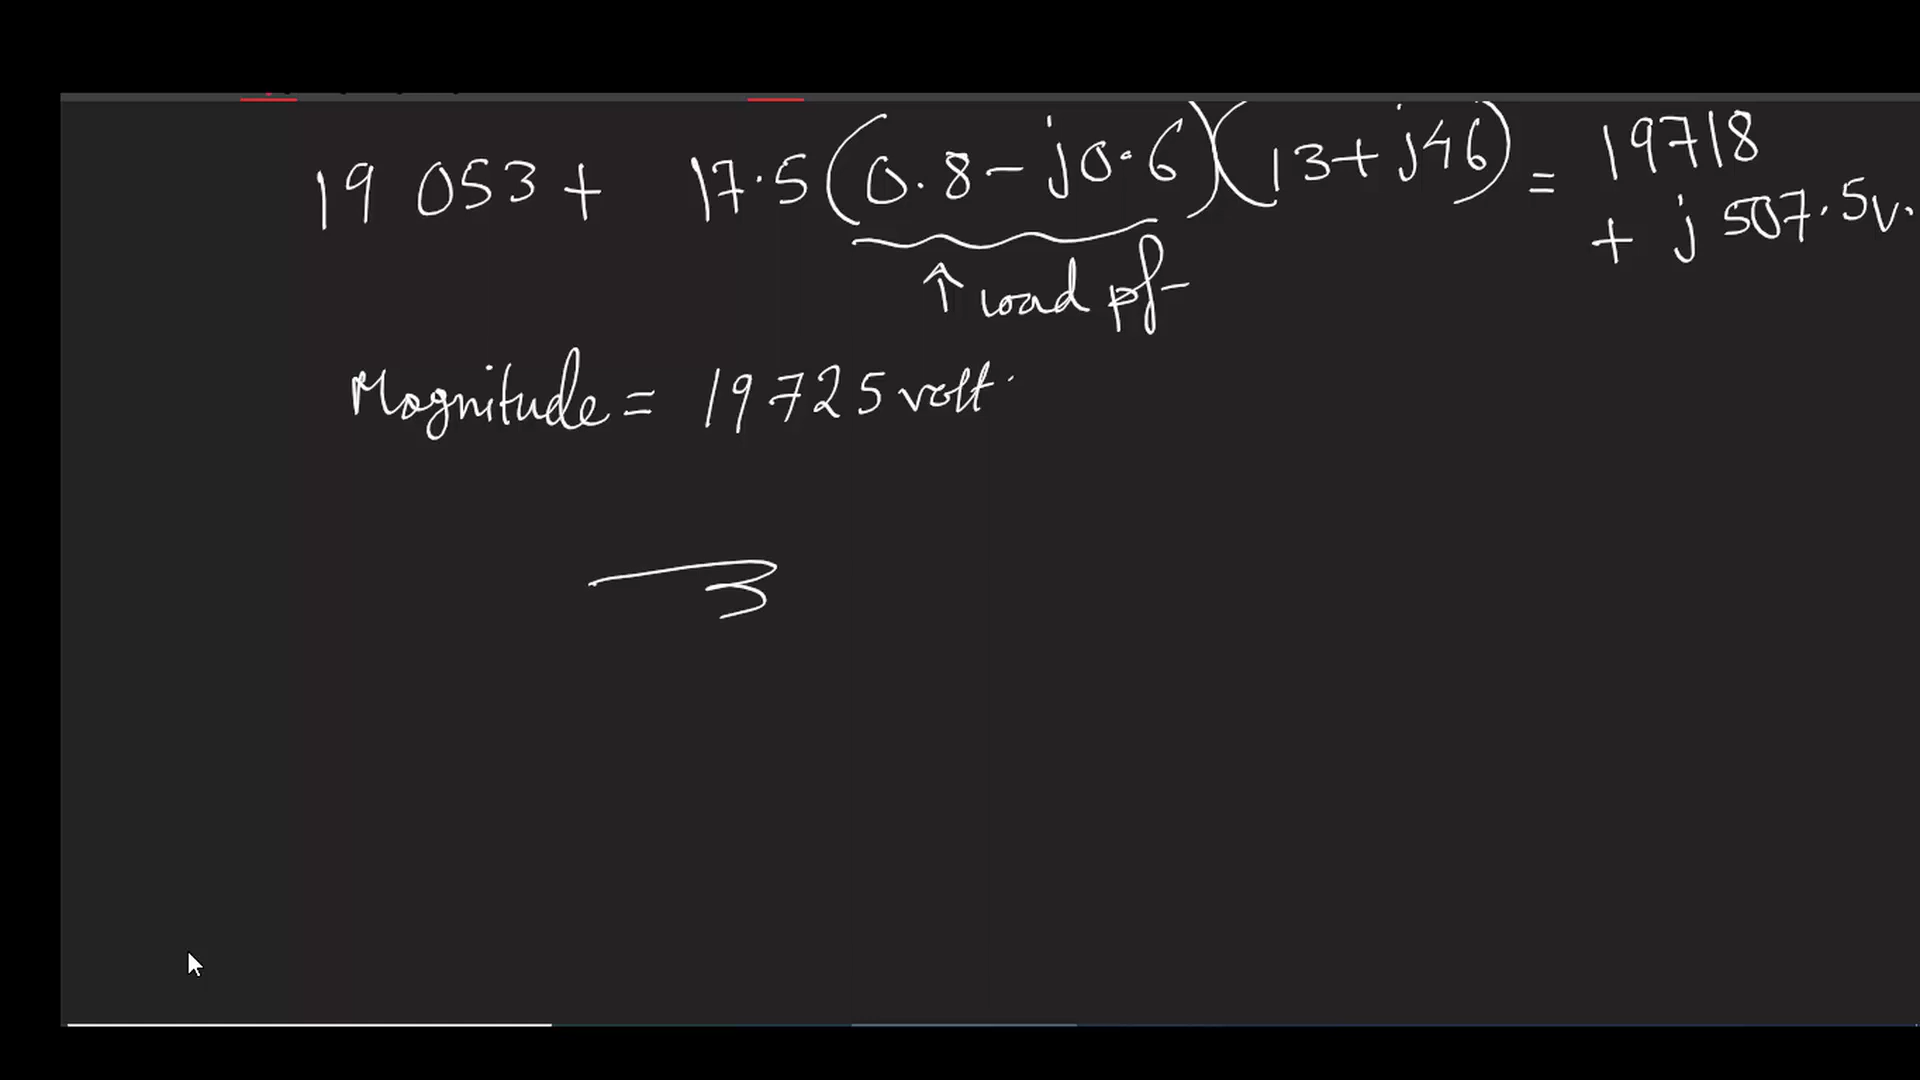 19 053 + 17.5 (0.8 - j0.6)(13 + j46) = 19718
+ j 507.5v.
↑ load pf
Magnitude = 19725 volt.